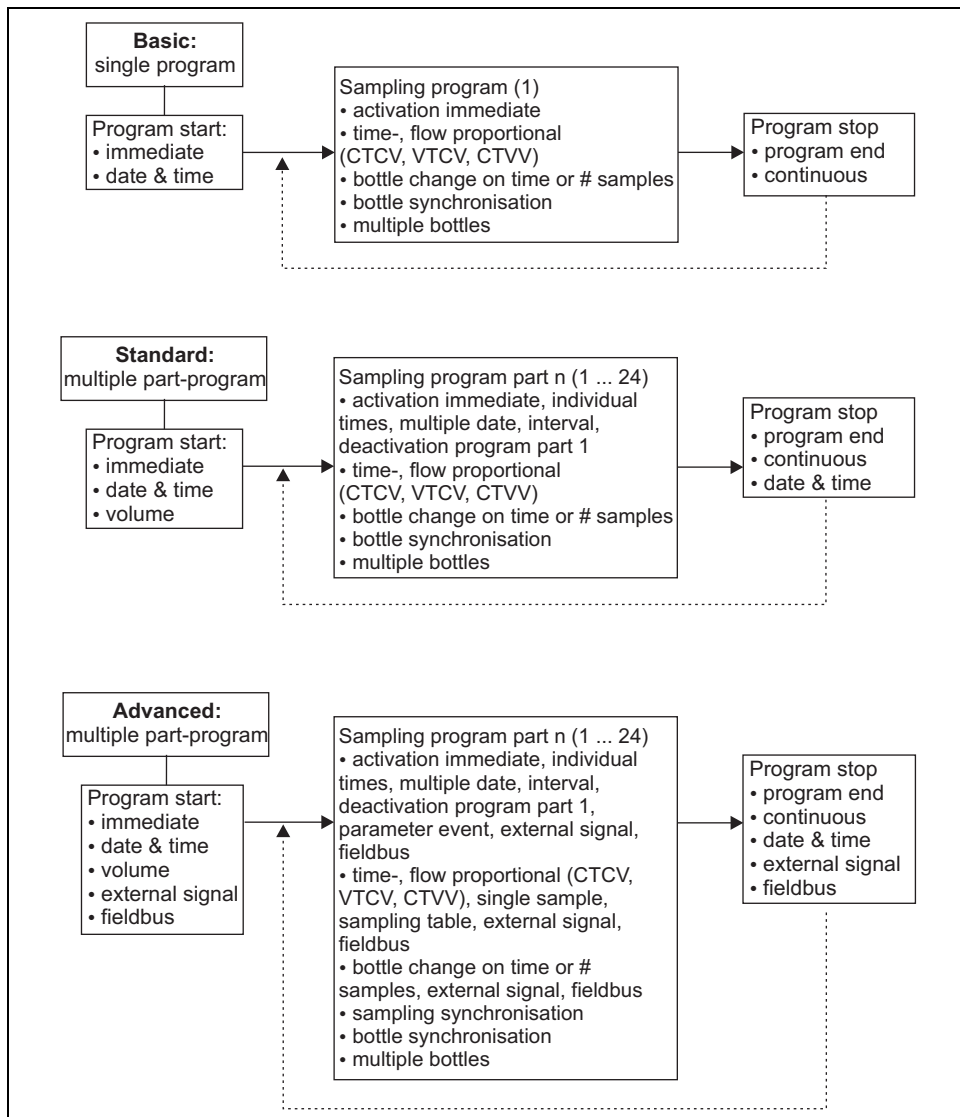 Basic:
single program
Program start:
• immediate
• date & time
Sampling program (1)
• activation immediate
• time-, flow proportional
(CTCV, VTCV, CTVV)
• bottle change on time or # samples
• bottle synchronisation
• multiple bottles
Program stop
• program end
• continuous
Standard:
multiple part-program
Program start:
• immediate
• date & time
• volume
Sampling program part n (1 ... 24)
• activation immediate, individual
times, multiple date, interval,
deactivation program part 1
• time-, flow proportional
(CTCV, VTCV, CTVV)
• bottle change on time or # samples
• bottle synchronisation
• multiple bottles
Program stop
• program end
• continuous
• date & time
Advanced:
multiple part-program
Program start:
• immediate
• date & time
• volume
• external signal
• fieldbus
Sampling program part n (1 ... 24)
• activation immediate, individual
times, multiple date, interval,
deactivation program part 1,
parameter event, external signal,
fieldbus
• time-, flow proportional (CTCV,
VTCV, CTVV), single sample,
sampling table, external signal,
fieldbus
• bottle change on time or #
samples, external signal, fieldbus
• sampling synchronisation
• bottle synchronisation
• multiple bottles
Program stop
• program end
• continuous
• date & time
• external signal
• fieldbus